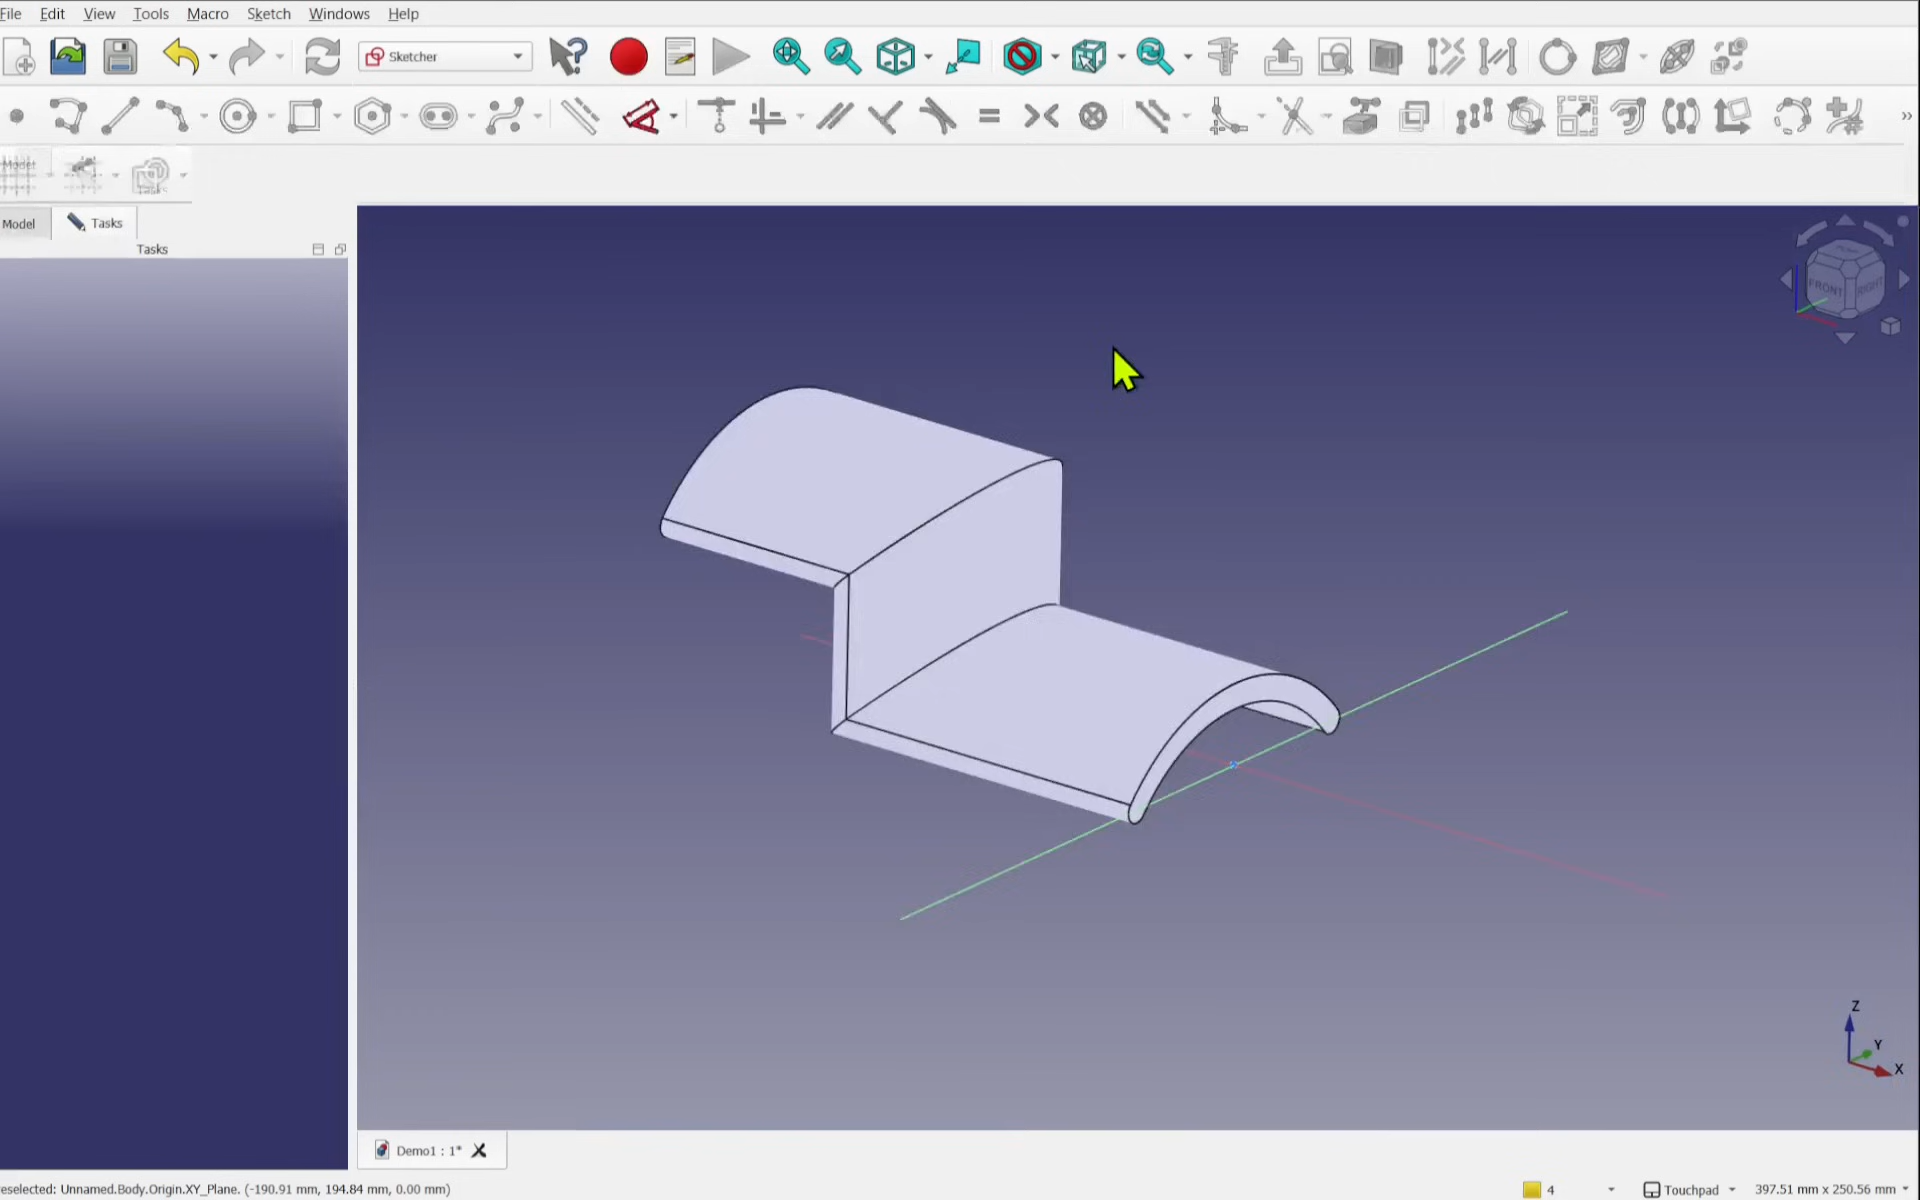 File Edit View Tools Macro Sketch Windows Help
Sketcher
Model Tasks
Tasks
FRONT RIGHT
Z
Y
X
Demo1 : 1*
eselected: Unnamed.Body.Origin.XY_Plane. (-190.91 mm, 194.84 mm, 0.00 mm)
4 Touchpad 397.51 mm x 250.56 mm